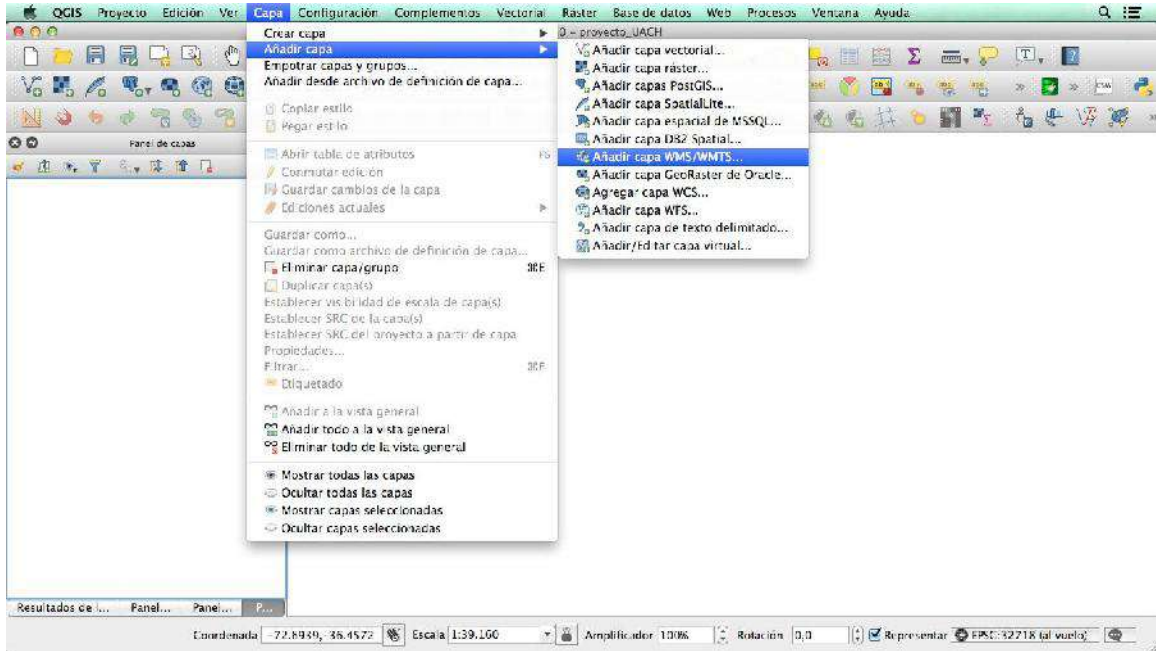 QGIS Proyecto Edición Ver Capa Configuración Complementos Vectorial Ráster Base de datos Web Procesos Ventana Ayuda
0 - proyecto_UACH
Crear capa
Añadir capa
Empotrar capas y grupos...
Añadir desde archivo de definición de capa...
Copiar estilo
Pegar estilo
Abrir tabla de atributos F6
Conmutar edición
Guardar cambios de la capa
Ediciones actuales
Guardar como...
Guardar como archivo de definición de capa...
Eliminar capa/grupo ⌘E
Duplicar capa(s)
Establecer visibilidad de escala de capa(s)
Establecer SRC de la capa(s)
Establecer SRC del proyecto a partir de capa
Propiedades...
Filtrar... ⌘F
Etiquetado
Añadir a la vista general
Añadir todo a la vista general
Eliminar todo de la vista general
Mostrar todas las capas
Ocultar todas las capas
Mostrar capas seleccionadas
Ocultar capas seleccionadas
Añadir capa vectorial...
Añadir capa ráster...
Añadir capas PostGIS...
Añadir capa SpatiaLite...
Añadir capa espacial de MSSQL...
Añadir capa DB2 Spatial...
Añadir capa WMS/WMTS...
Añadir capa GeoRaster de Oracle...
Agregar capa WCS...
Añadir capa WFS...
Añadir capa de texto delimitado...
Añadir/Editar capa virtual...
Panel de capas
Resultados de l... Panel... Panel... P...
Coordenada -72.6939,-36.4572 Escala 1:39.160 Amplificador 100% Rotación 0,0 Representar EPSG:32718 (al vuelo)